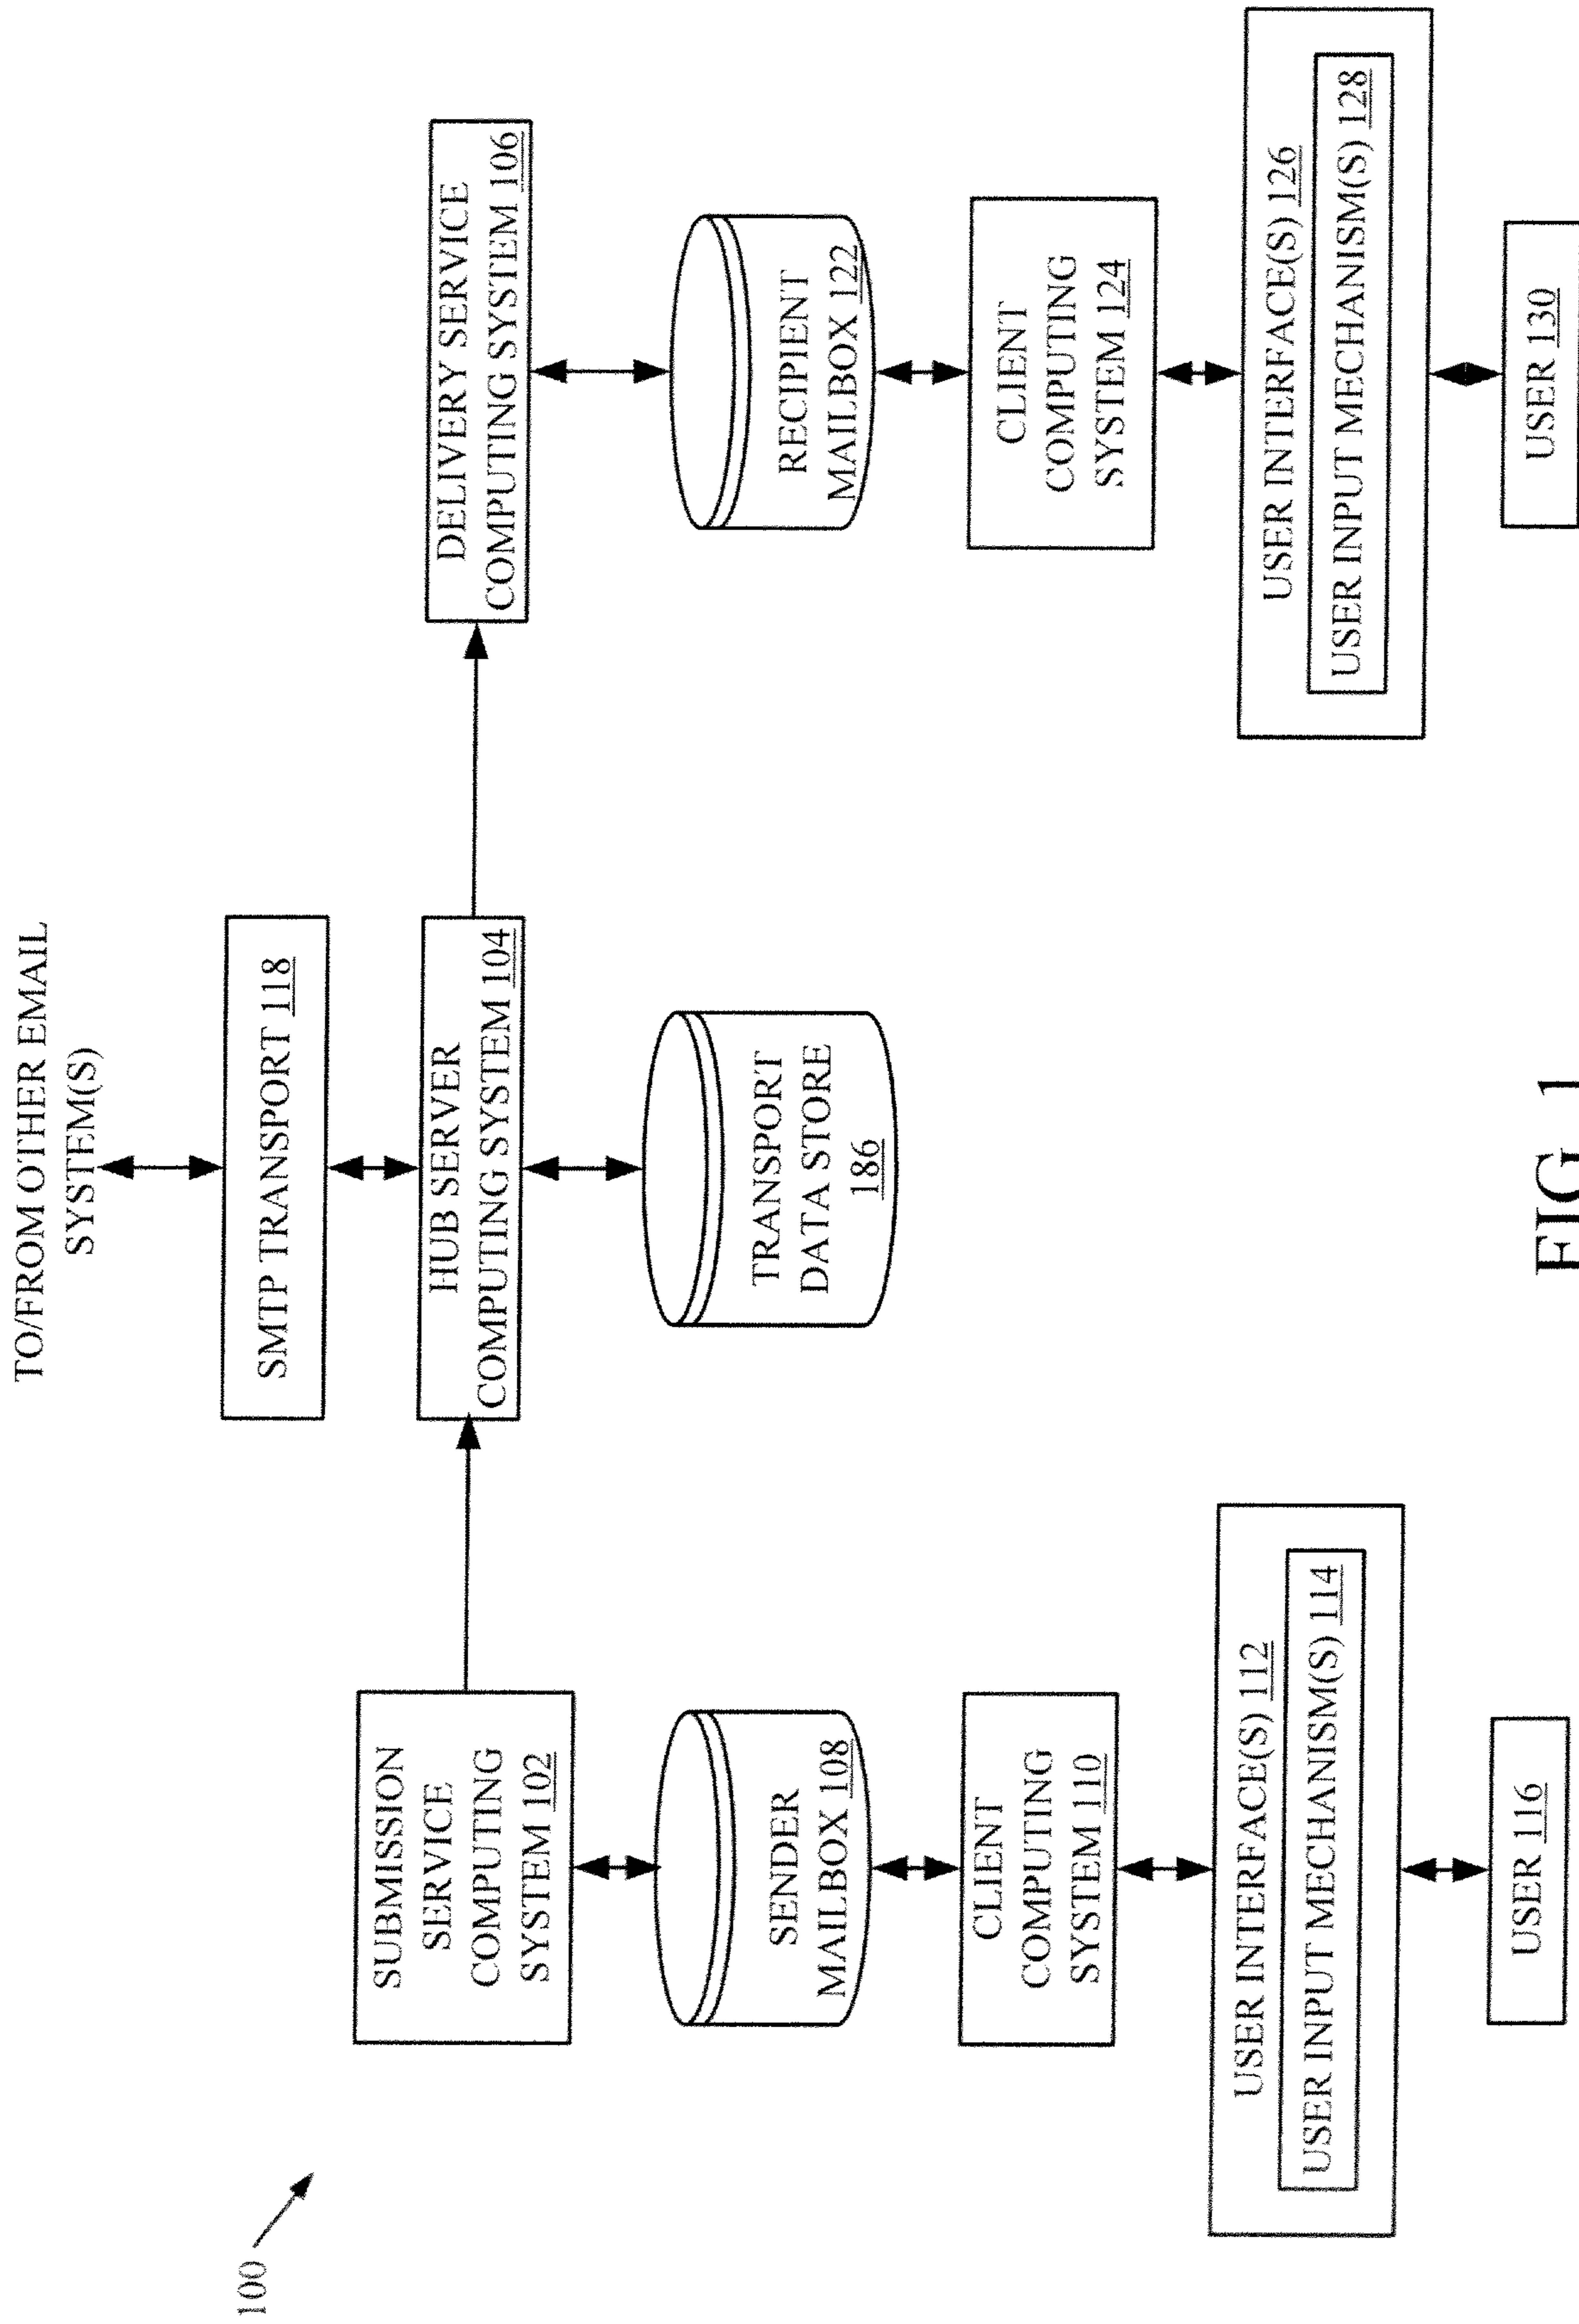 100
TO/FROM OTHER EMAIL
SYSTEM(S)
SMTP TRANSPORT 118
SUBMISSION
SERVICE
COMPUTING
SYSTEM 102
HUB SERVER
COMPUTING SYSTEM 104
DELIVERY SERVICE
COMPUTING SYSTEM 106
SENDER
MAILBOX 108
TRANSPORT
DATA STORE
186
RECIPIENT
MAILBOX 122
CLIENT
COMPUTING
SYSTEM 110
CLIENT
COMPUTING
SYSTEM 124
USER INTERFACE(S) 112
USER INPUT MECHANISM(S) 114
USER INTERFACE(S) 126
USER INPUT MECHANISM(S) 128
USER 116
USER 130
FIG. 1